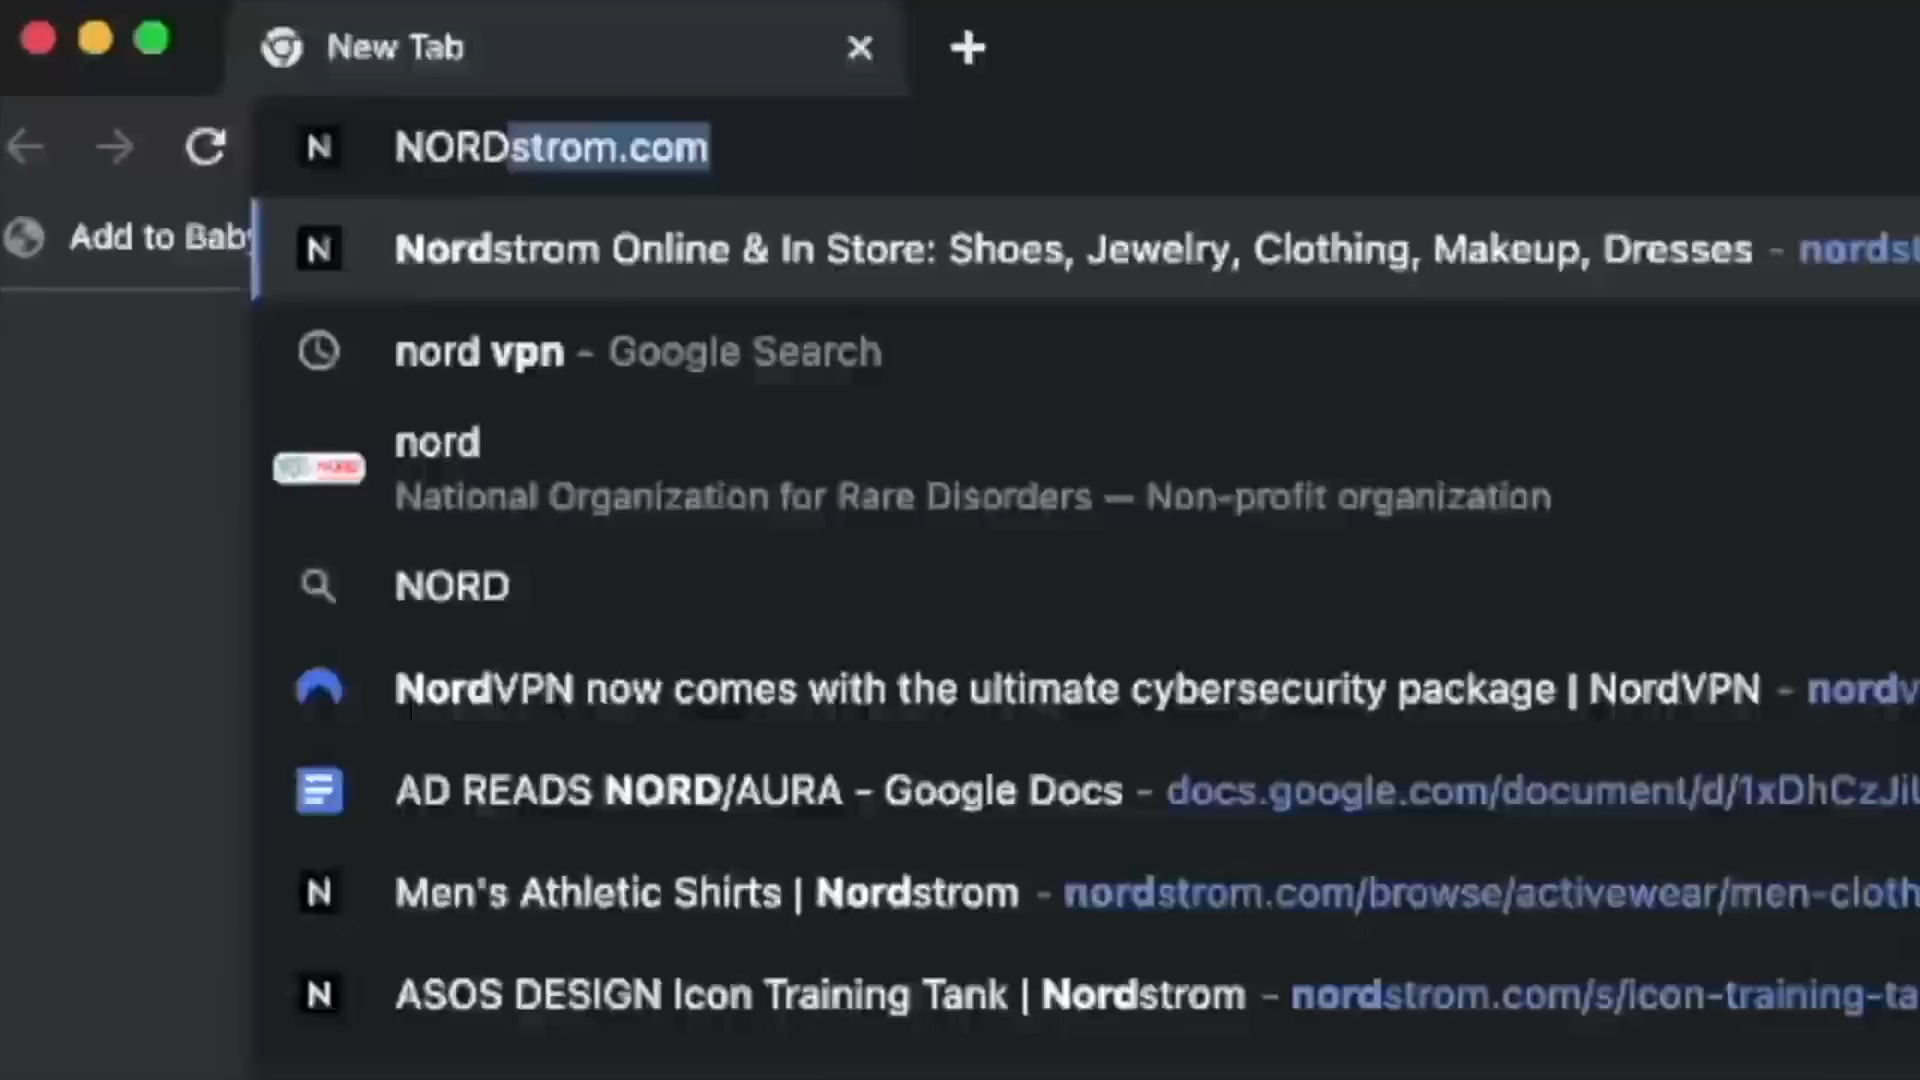 New Tab
NORDstrom.com
Add to Baby
Nordstrom Online & In Store: Shoes, Jewelry, Clothing, Makeup, Dresses - nordst
nord vpn - Google Search
nord
National Organization for Rare Disorders — Non-profit organization
NORD
NordVPN now comes with the ultimate cybersecurity package | NordVPN - nordv
AD READS NORD/AURA - Google Docs - docs.google.com/document/d/1xDhCzJil
Men's Athletic Shirts | Nordstrom - nordstrom.com/browse/activewear/men-cloth
ASOS DESIGN Icon Training Tank | Nordstrom - nordstrom.com/s/icon-training-ta